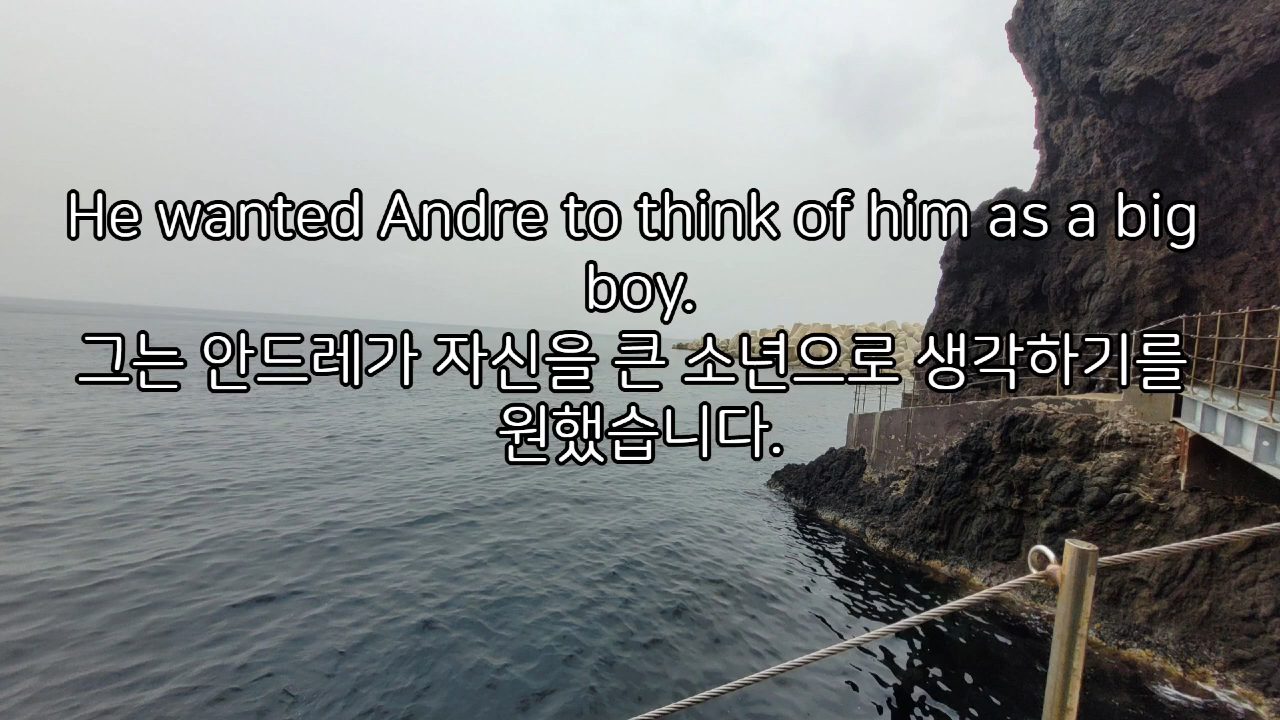 He wanted Andre to think of him as a big
boy.
그는 안드레가 자신을 큰 소년으로 생각하기를
원했습니다.